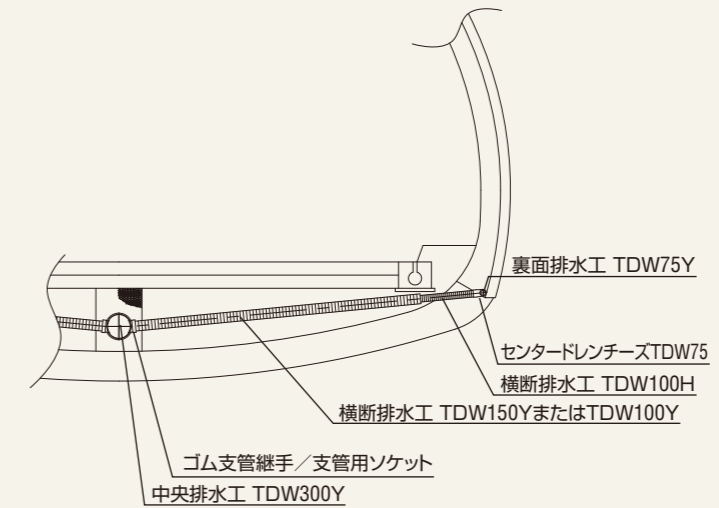 裏面排水工 TDW75Y
センタードレンチーズTDW75
横断排水工 TDW100H
横断排水工 TDW150YまたはTDW100Y
ゴム支管継手／支管用ソケット
中央排水工 TDW300Y